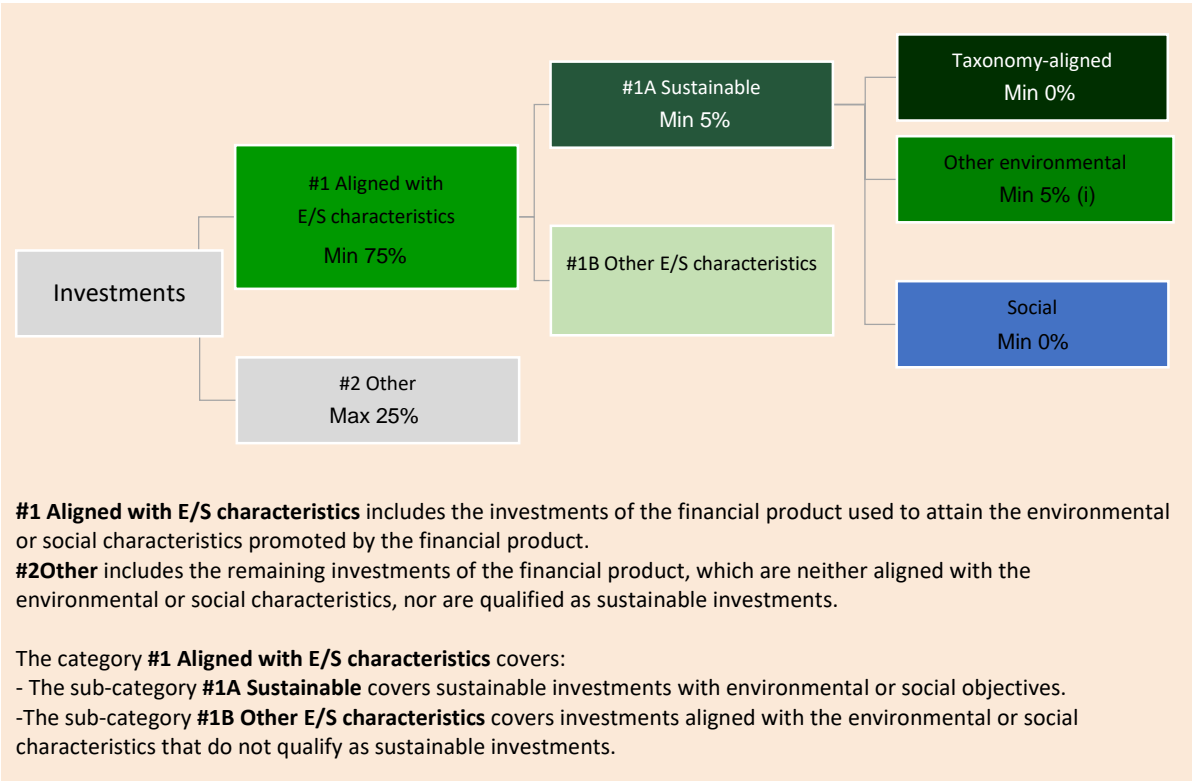 Investments
#1 Aligned with
E/S characteristics
Min 75%
#2 Other
Max 25%
#1A Sustainable
Min 5%
#1B Other E/S characteristics
Taxonomy-aligned
Min 0%
Other environmental
Min 5% (i)
Social
Min 0%
#1 Aligned with E/S characteristics includes the investments of the financial product used to attain the environmental
or social characteristics promoted by the financial product.
#2Other includes the remaining investments of the financial product, which are neither aligned with the
environmental or social characteristics, nor are qualified as sustainable investments.
The category #1 Aligned with E/S characteristics covers:
- The sub-category #1A Sustainable covers sustainable investments with environmental or social objectives.
-The sub-category #1B Other E/S characteristics covers investments aligned with the environmental or social
characteristics that do not qualify as sustainable investments.